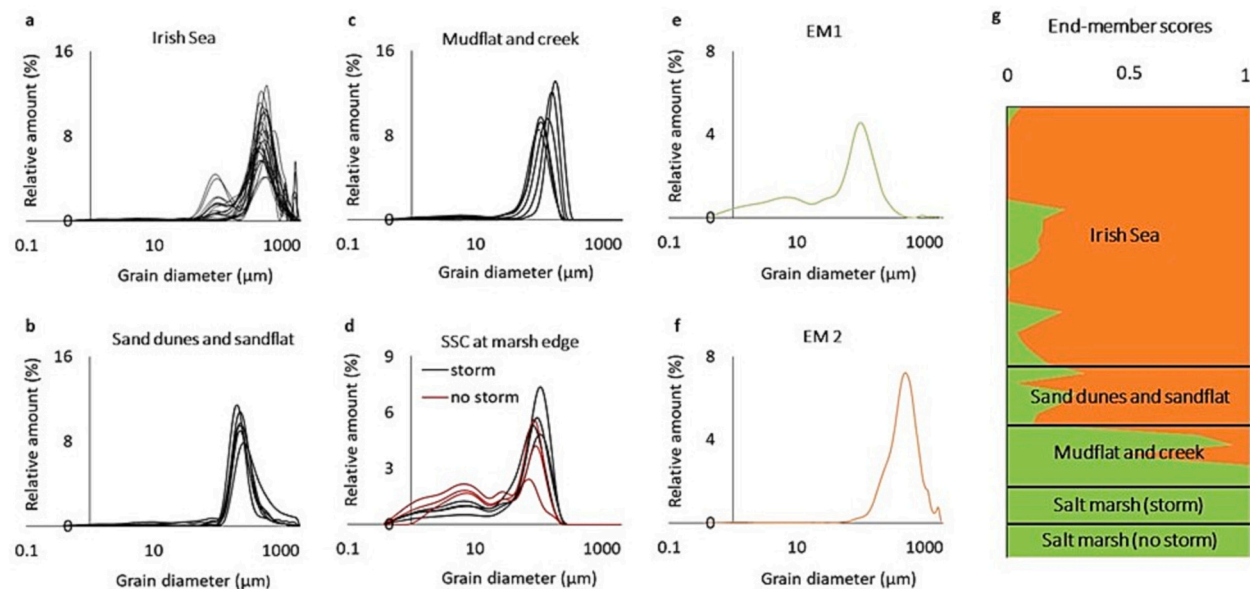 a
Irish Sea
Relative amount (%)
16
8
0
0.1
10
1000
Grain diameter (µm)
c
Mudflat and creek
Relative amount (%)
16
8
0
0.1
10
1000
Grain diameter (µm)
e
EM1
Relative amount (%)
8
4
0
0.1
10
1000
Grain diameter (µm)
b
Sand dunes and sandflat
Relative amount (%)
16
8
0
0.1
10
1000
Grain diameter (µm)
d
SSC at marsh edge
storm
no storm
Relative amount (%)
9
6
3
0
0.1
10
1000
Grain diameter (µm)
f
EM 2
Relative amount (%)
8
4
0
0.1
10
1000
Grain diameter (µm)
g
End-member scores
0
0.5
1
Irish Sea
Sand dunes and sandflat
Mudflat and creek
Salt marsh (storm)
Salt marsh (no storm)